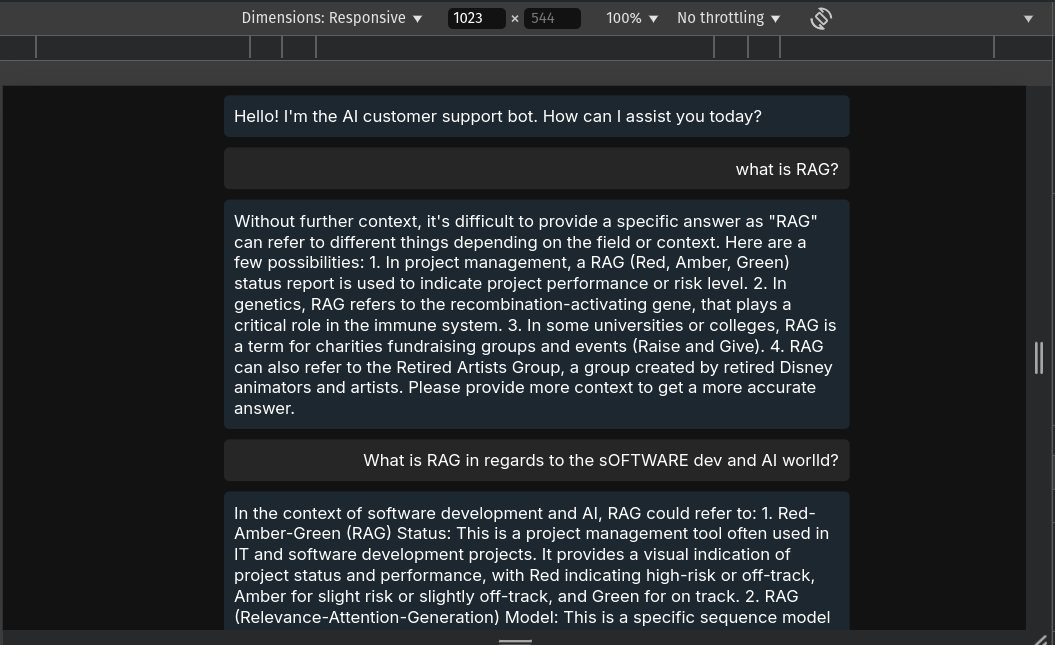 Dimensions: Responsive ▼ 1023 × 544 100% ▼ No throttling ▼
Hello! I'm the AI customer support bot. How can I assist you today?
what is RAG?
Without further context, it's difficult to provide a specific answer as "RAG"
can refer to different things depending on the field or context. Here are a
few possibilities: 1. In project management, a RAG (Red, Amber, Green)
status report is used to indicate project performance or risk level. 2. In
genetics, RAG refers to the recombination-activating gene, that plays a
critical role in the immune system. 3. In some universities or colleges, RAG is
a term for charities fundraising groups and events (Raise and Give). 4. RAG
can also refer to the Retired Artists Group, a group created by retired Disney
animators and artists. Please provide more context to get a more accurate
answer.
What is RAG in regards to the sOFTWARE dev and AI worlld?
In the context of software development and AI, RAG could refer to: 1. Red-
Amber-Green (RAG) Status: This is a project management tool often used in
IT and software development projects. It provides a visual indication of
project status and performance, with Red indicating high-risk or off-track,
Amber for slight risk or slightly off-track, and Green for on track. 2. RAG
(Relevance-Attention-Generation) Model: This is a specific sequence model